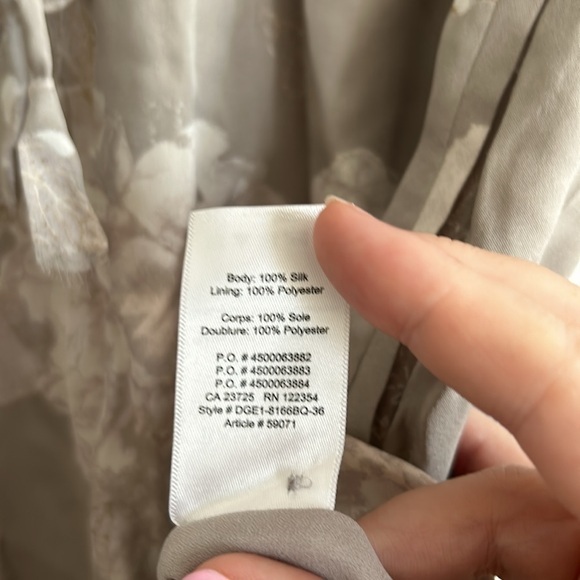 Body: 100% Silk
Lining: 100% Polyester
Corps: 100% Soie
Doublure: 100% Polyester
P.O. # 4500063882
P.O. # 4500063883
P.O. # 4500063884
CA 23725 RN 122354
Style # DGE1-8166BQ-36
Article # 59071